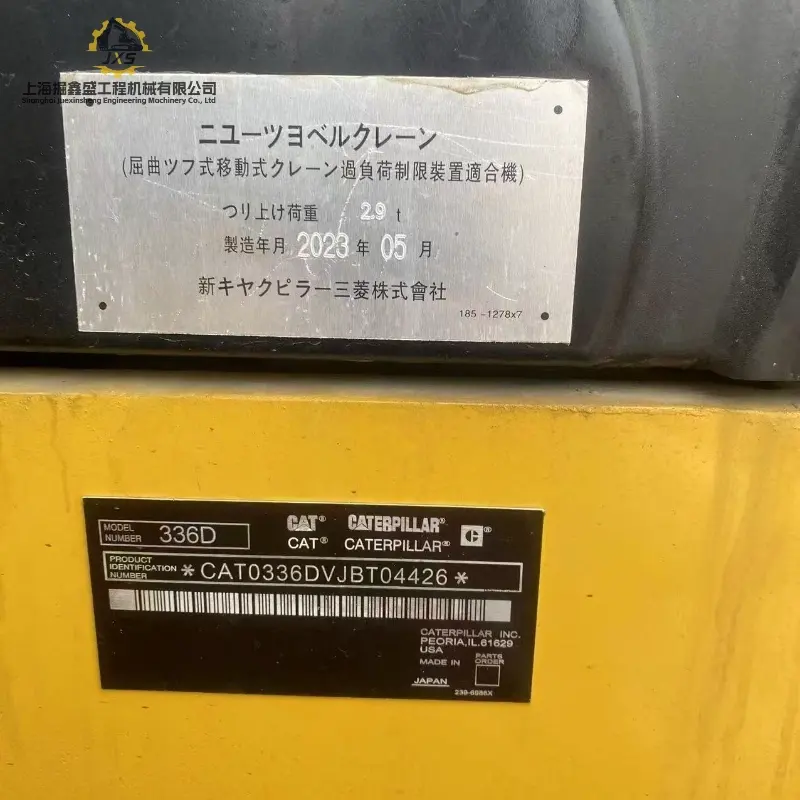 JXS
上海掘鑫盛工程机械有限公司
Shanghai juexinsheng Engineering Machinery Co., Ltd
ニユーツヨベルクレーン
(屈曲ツフ式移動式クレーン過負荷制限装置適合機)
つり上げ荷重 2.9 t
製造年月 2023 年 05 月
新キヤクピラー三菱株式會社
185-1278x7
MODEL NUMBER 336D
CAT® CATERPILLAR® C®
CAT® CATERPILLAR®
PRODUCT IDENTIFICATION NUMBER *CAT0336DVJBT04426*
CATERPILLAR INC.
PEORIA,IL.61629
USA
MADE IN
PARTS ORDER
JAPAN